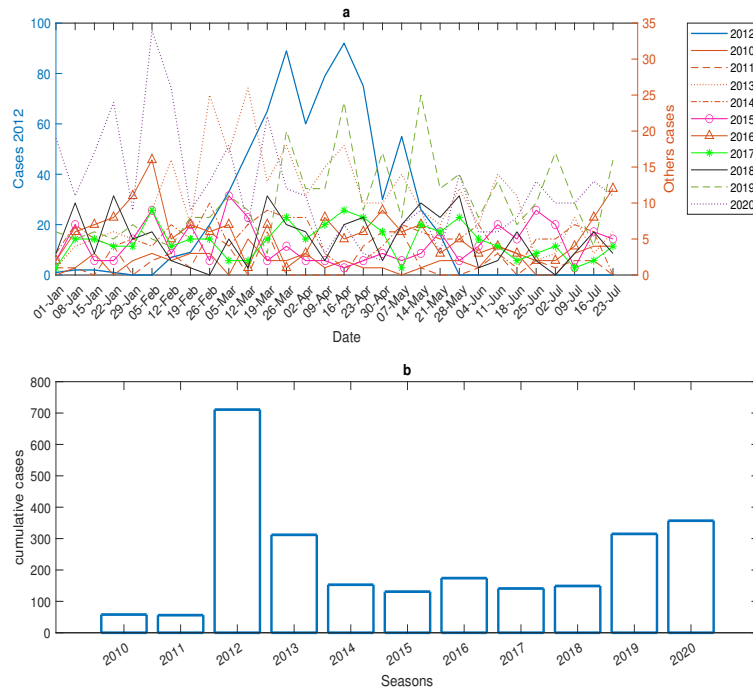 a
100
80
60
40
20
0
Cases 2012
35
30
25
20
15
10
5
0
Others cases
01-Jan
08-Jan
15-Jan
22-Jan
29-Jan
05-Feb
12-Feb
19-Feb
26-Feb
05-Mar
12-Mar
19-Mar
26-Mar
02-Apr
09-Apr
16-Apr
23-Apr
30-Apr
07-May
14-May
21-May
28-May
04-Jun
11-Jun
18-Jun
25-Jun
02-Jul
09-Jul
16-Jul
23-Jul
Date
2012
2010
2011
2013
2014
2015
2016
2017
2018
2019
2020
b
800
700
600
500
400
300
200
100
0
cumulative cases
2010
2011
2012
2013
2014
2015
2016
2017
2018
2019
2020
Seasons